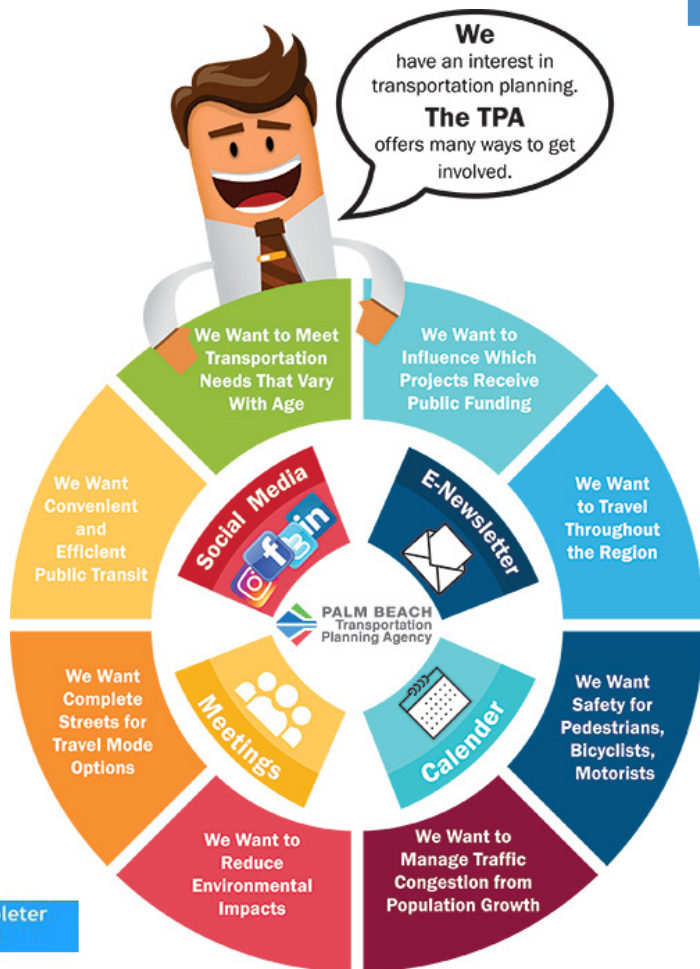 We
have an interest in
transportation planning.
The TPA
offers many ways to get
involved.
We Want to Meet
Transportation
Needs That Vary
With Age
We Want to
Influence Which
Projects Receive
Public Funding
We Want
Convenient
and
Efficient
Public Transit
We Want
to Travel
Throughout
the Region
Social Media
in
f
E-Newsletter
PALM BEACH
Transportation
Planning Agency
We Want
Complete
Streets for
Travel Mode
Options
We Want
Safety for
Pedestrians,
Bicyclists,
Motorists
Meetings
Calender
We Want to
Reduce
Environmental
Impacts
We Want to
Manage Traffic
Congestion from
Population Growth